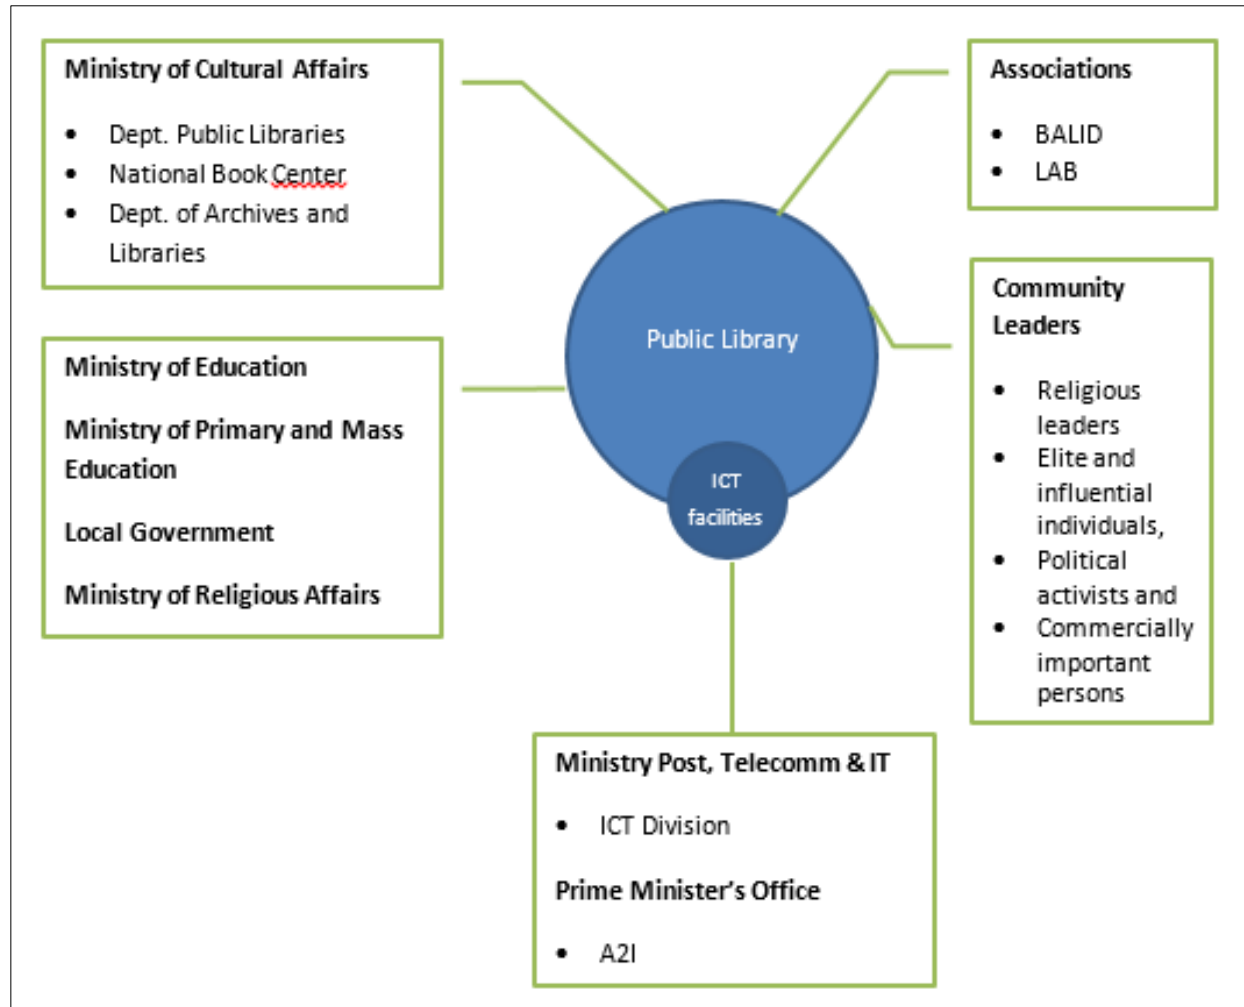 Ministry of Cultural Affairs
• Dept. Public Libraries
• National Book Center
• Dept. of Archives and
Libraries
Ministry of Education
Ministry of Primary and Mass
Education
Local Government
Ministry of Religious Affairs
Public Library
ICT
facilities
Associations
• BALID
• LAB
Community
Leaders
• Religious
leaders
• Elite and
influential
individuals,
• Political
activists and
• Commercially
important
persons
Ministry Post, Telecomm & IT
• ICT Division
Prime Minister's Office
• A2I